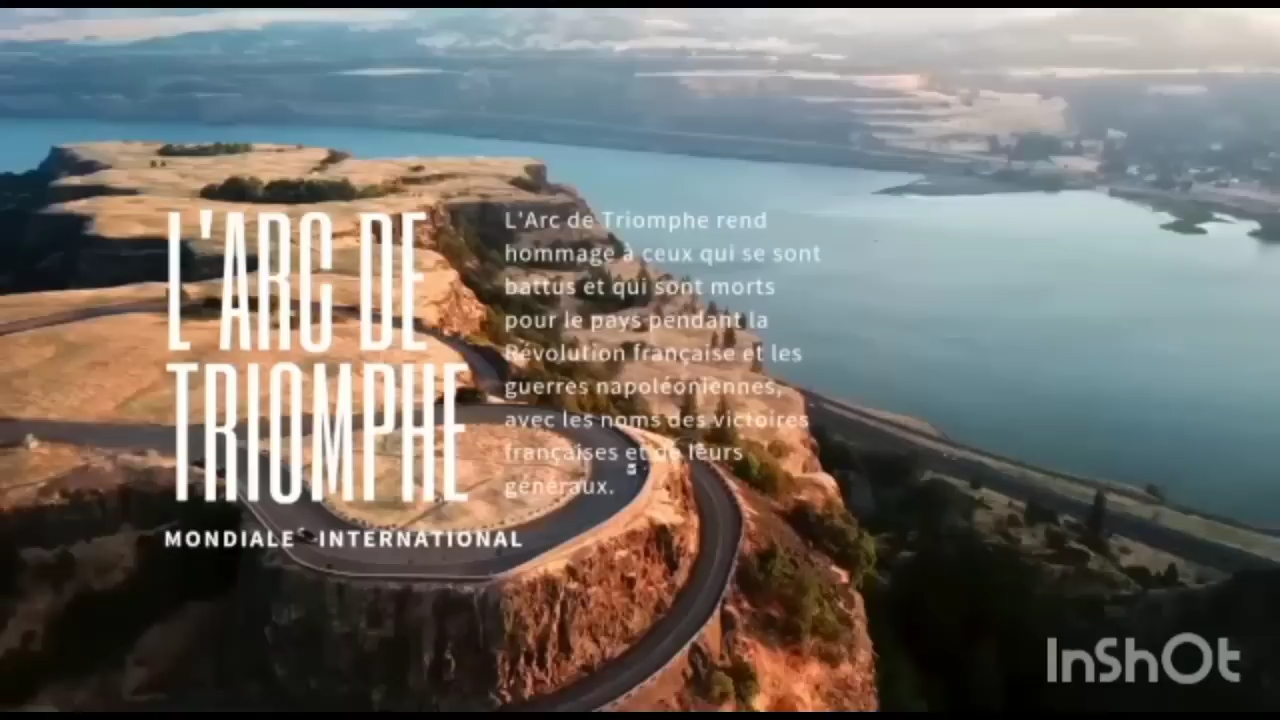 L'ARC DE
TRIOMPHE
MONDIALE INTERNATIONAL
L'Arc de Triomphe rend
hommage à ceux qui se sont
battus et qui sont morts
pour le pays pendant la
Révolution française et les
guerres napoléoniennes,
avec les noms des victoires
françaises et de leurs
généraux.
InShOt